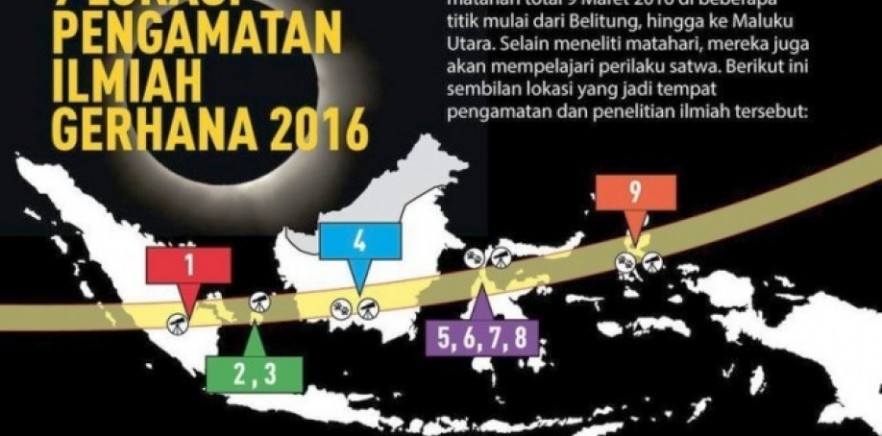 9 LOKASI
PENGAMATAN
ILMIAH
GERHANA 2016
matahari total 9 Maret 2016 di beberapa
titik mulai dari Belitung, hingga ke Maluku
Utara. Selain meneliti matahari, mereka juga
akan mempelajari perilaku satwa. Berikut ini
sembilan lokasi yang jadi tempat
pengamatan dan penelitian ilmiah tersebut:
9
4
1
5, 6, 7, 8
2 , 3